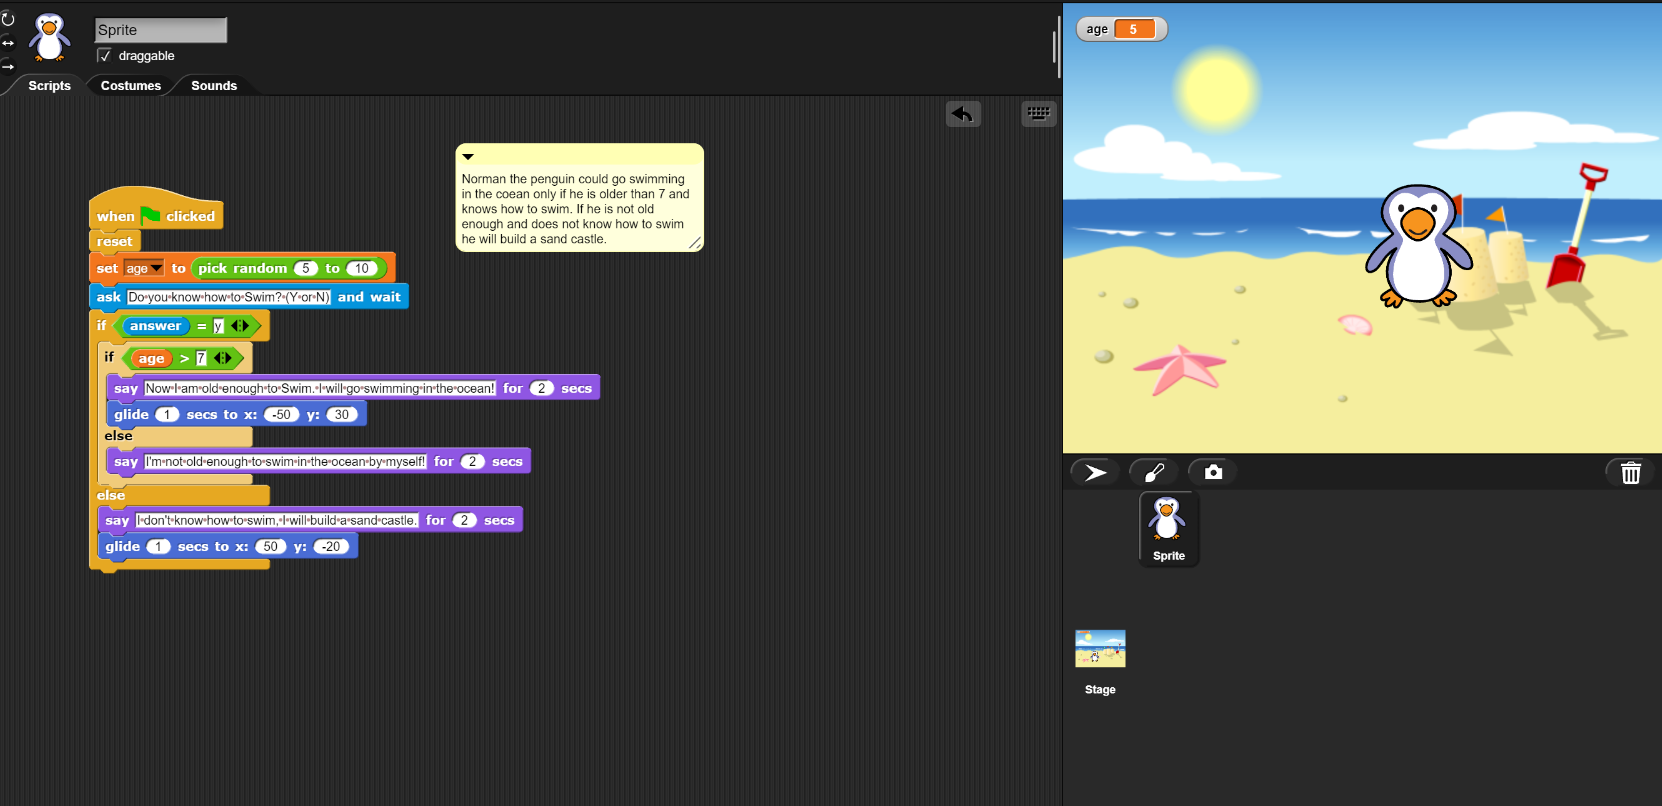 Sprite
draggable
Scripts Costumes Sounds
when clicked
reset
set age to pick random 5 to 10
ask Do you know how to Swim? (Y or N) and wait
if answer = y
if age > 7
say Now I am old enough to Swim. I will go swimming in the ocean! for 2 secs
glide 1 secs to x: -50 y: 30
else
say I'm not old enough to swim in the ocean by myself! for 2 secs
else
say I don't know how to swim, I will build a sand castle. for 2 secs
glide 1 secs to x: 50 y: -20
Norman the penguin could go swimming
in the coean only if he is older than 7 and
knows how to swim. If he is not old
enough and does not know how to swim
he will build a sand castle.
age 5
Sprite
Stage